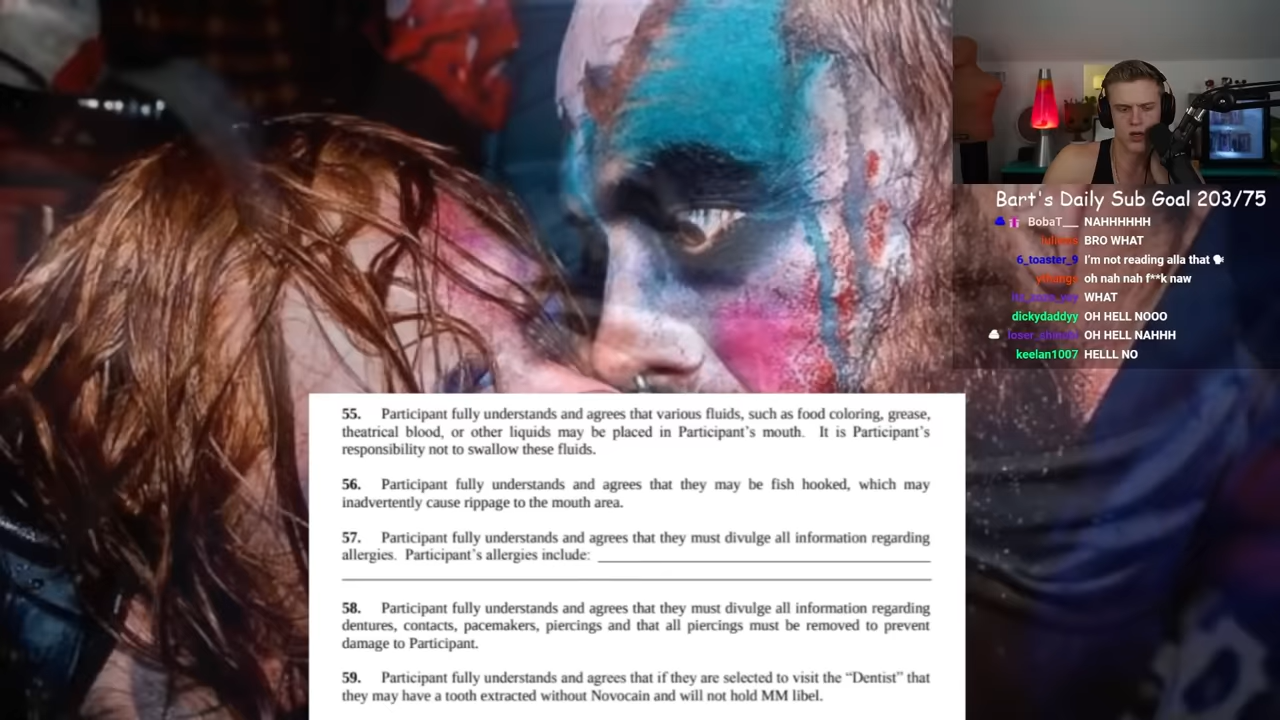 Bart's Daily Sub Goal 203/75
BobaT__ NAHHHHHH
BRO WHAT
6_toaster_9 I'm not reading alla that
oh nah nah f**k naw
WHAT
dickydaddyy OH HELL NOOO
OH HELL NAHHH
keelan1007 HELLL NO
55. Participant fully understands and agrees that various fluids, such as food coloring, grease,
theatrical blood, or other liquids may be placed in Participant's mouth. It is Participant's
responsibility not to swallow these fluids.
56. Participant fully understands and agrees that they may be fish hooked, which may
inadvertently cause rippage to the mouth area.
57. Participant fully understands and agrees that they must divulge all information regarding
allergies. Participant's allergies include:
58. Participant fully understands and agrees that they must divulge all information regarding
dentures, contacts, pacemakers, piercings and that all piercings must be removed to prevent
damage to Participant.
59. Participant fully understands and agrees that if they are selected to visit the “Dentist” that
they may have a tooth extracted without Novocain and will not hold MM libel.